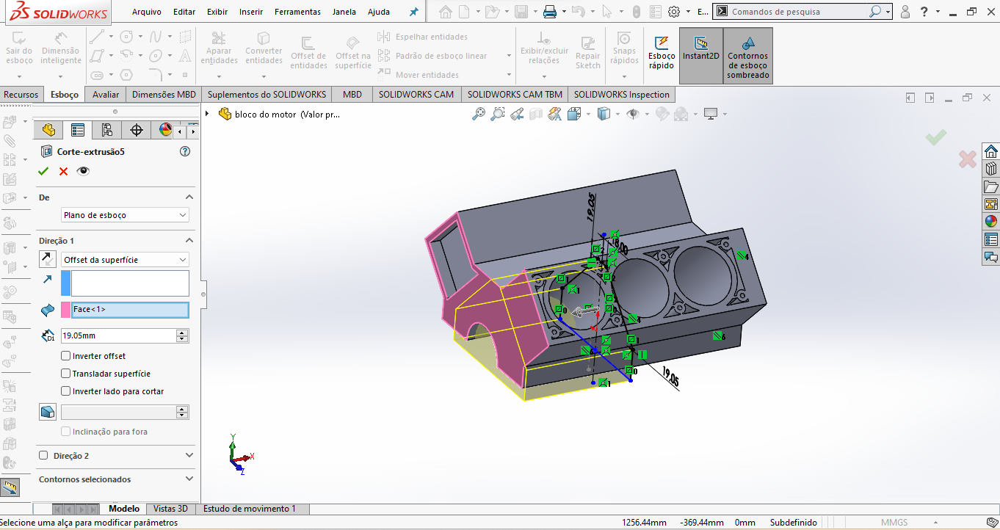 SOLIDWORKS
Arquivo Editar Exibir Inserir Ferramentas Janela Ajuda
E... Comandos de pesquisa
Sair do esboço
Dimensão inteligente
Aparar entidades
Converter entidades
Offset de entidades
Offset na superfície
Espelhar entidades
Padrão de esboço linear
Mover entidades
Exibir/excluir relações
Repair Sketch
Snaps rápidos
Esboço rápido
Instant2D
Contornos de esboço sombreado
Recursos Esboço Avaliar Dimensões MBD Suplementos do SOLIDWORKS MBD SOLIDWORKS CAM SOLIDWORKS CAM TBM SOLIDWORKS Inspection
bloco do motor (Valor pr...
Corte-extrusão5
De
Plano de esboço
Direção 1
Offset da superfície
Face<1>
D1
19.05mm
Inverter offset
Transladar superfície
Inverter lado para cortar
Inclinação para fora
Direção 2
Contornos selecionados
19.05
19.05
Y
X
Z
Modelo Vistas 3D Estudo de movimento 1
Selecione uma alça para modificar parâmetros
1256.44mm -369.44mm 0mm Subdefinido MMGS